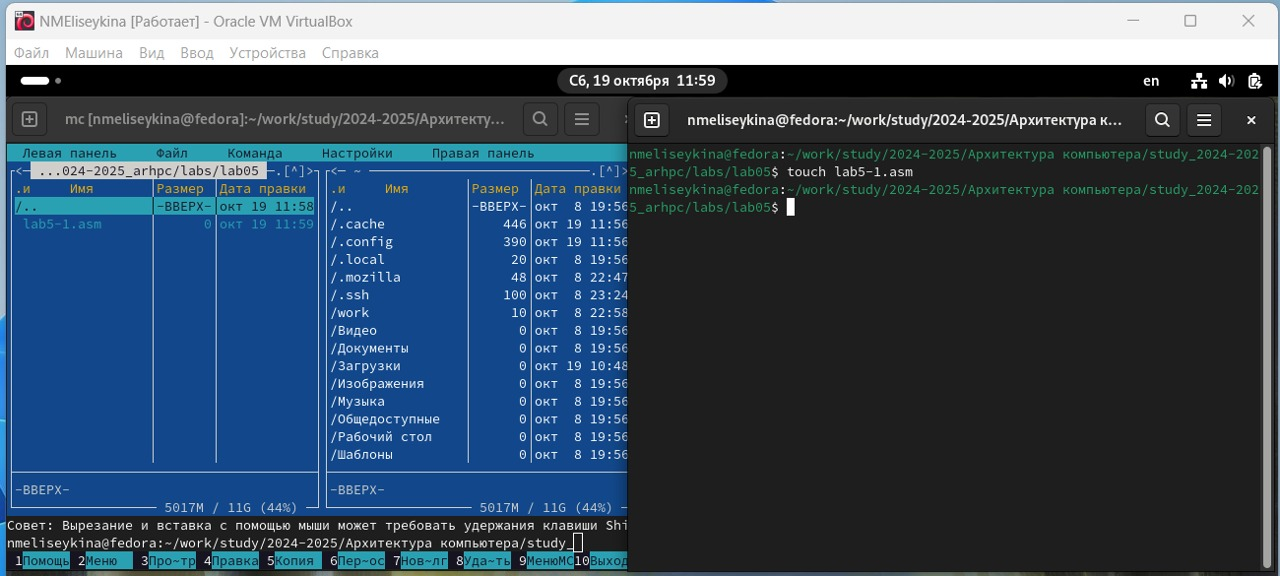 NMEliseykina [Работает] - Oracle VM VirtualBox
Файл Машина Вид Ввод Устройства Справка
Сб, 19 октября 11:59
en
mc [nmeliseykina@fedora]:~/work/study/2024-2025/Архитекту...
Левая панель Файл Команда Настройки Правая панель
<- ...024-2025_arhpc/labs/lab05 -.[^]>
.и Имя Размер Дата правки
/.. -ВВЕРХ- окт 19 11:58
lab5-1.asm 0 окт 19 11:59
-ВВЕРХ-
5017M / 11G (44%)
<- ~ .[^]>
.и Имя Размер Дата правки
/.. -ВВЕРХ- окт 8 19:56
/.cache 446 окт 19 11:56
/.config 390 окт 19 11:56
/.local 20 окт 8 19:56
/.mozilla 48 окт 8 22:47
/.ssh 100 окт 8 23:24
/work 10 окт 8 22:58
/Видео 0 окт 8 19:56
/Документы 0 окт 8 19:56
/Загрузки 0 окт 19 10:48
/Изображения 0 окт 8 19:56
/Музыка 0 окт 8 19:56
/Общедоступные 0 окт 8 19:56
/Рабочий стол 0 окт 8 19:56
/Шаблоны 0 окт 8 19:56
-ВВЕРХ-
5017M / 11G (44%)
Совет: Вырезание и вставка с помощью мыши может требовать удержания клавиши Shi
nmeliseykina@fedora:~/work/study/2024-2025/Архитектура компьютера/study_
1Помощь 2Меню 3Про~тр 4Правка 5Копия 6Пер~ос 7Нов~лг 8Уда~ть 9МенюMC 10Выход
nmeliseykina@fedora:~/work/study/2024-2025/Архитектура к...
nmeliseykina@fedora:~/work/study/2024-2025/Архитектура компьютера/study_2024-202
5_arhpc/labs/lab05$ touch lab5-1.asm
nmeliseykina@fedora:~/work/study/2024-2025/Архитектура компьютера/study_2024-202
5_arhpc/labs/lab05$